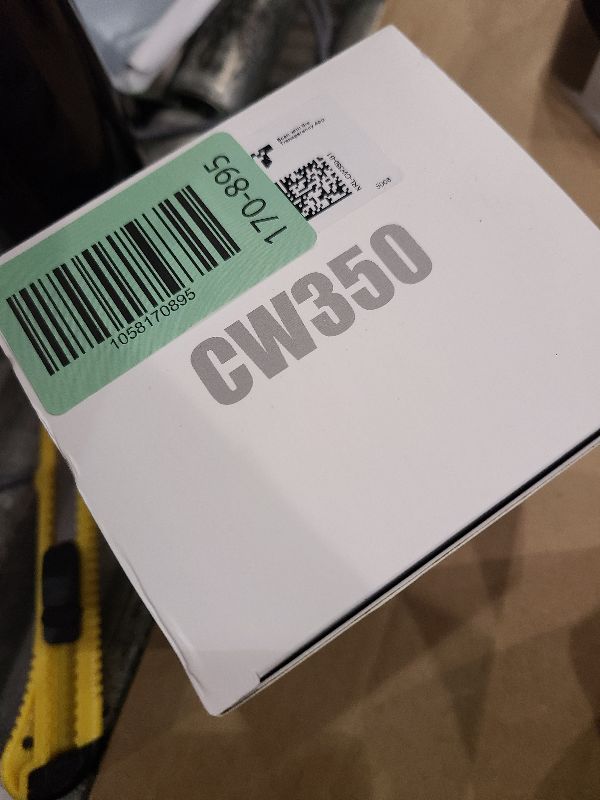 170-895
1058170895
Scan with the
Transparency app
CW350